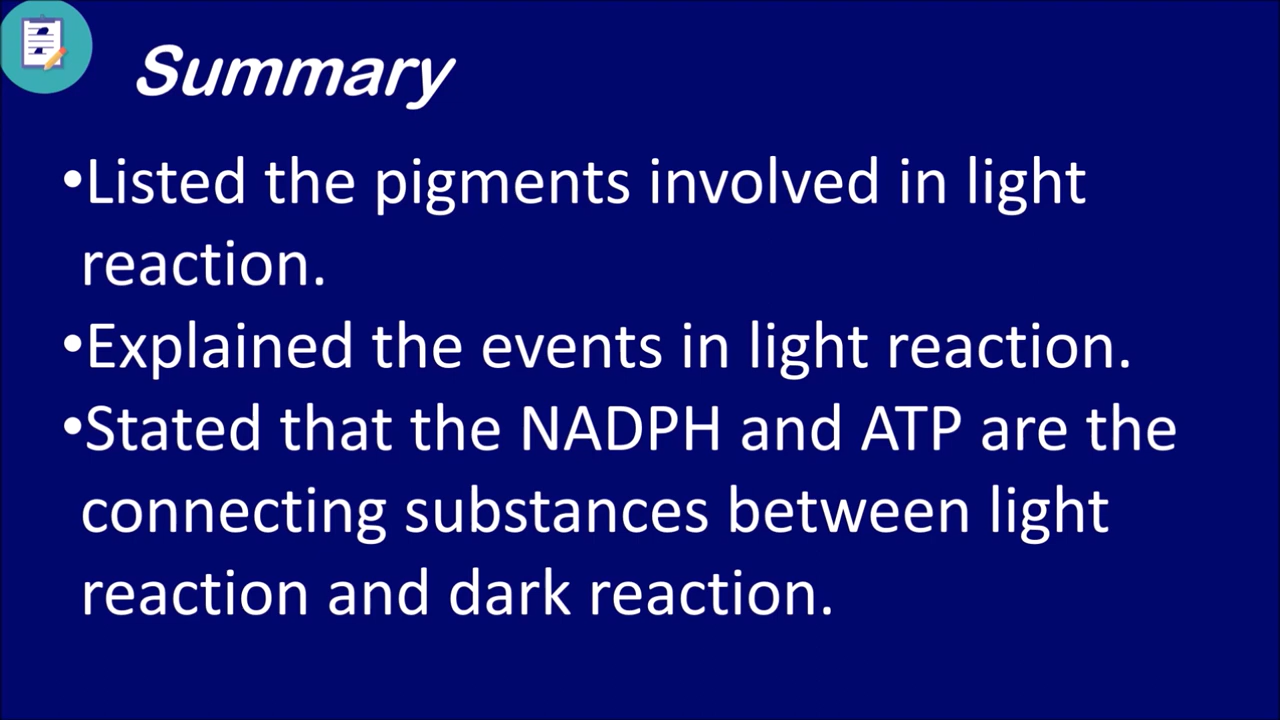 Summary
•Listed the pigments involved in light
reaction.
•Explained the events in light reaction.
•Stated that the NADPH and ATP are the
connecting substances between light
reaction and dark reaction.